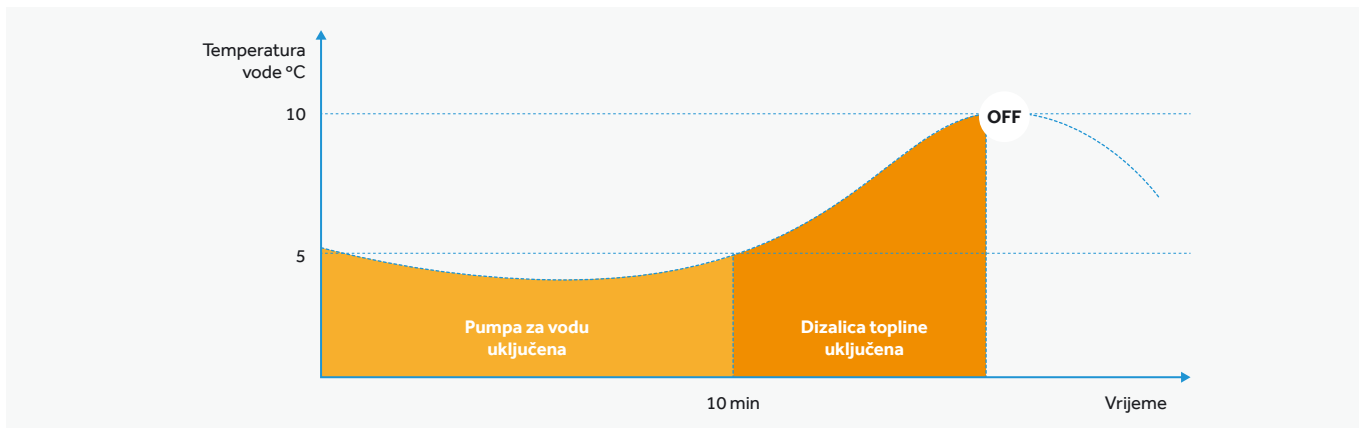 Temperatura
vode °C
10
OFF
5
Pumpa za vodu
uključena
Dizalica topline
uključena
10 min
Vrijeme